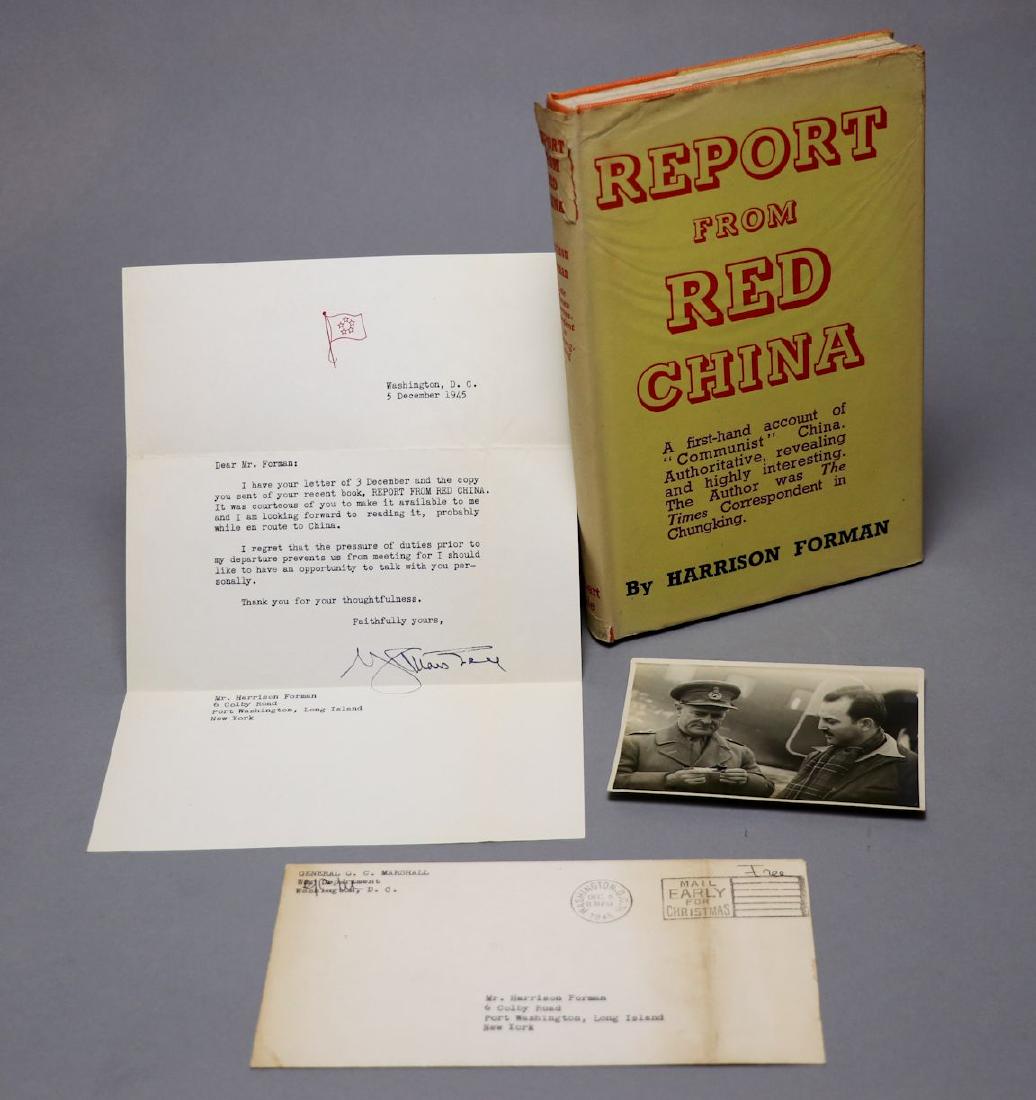 Washington, D. C.
5 December 1945
Dear Mr. Forman:
I have your letter of 3 December and the copy
you sent of your recent book, REPORT FROM RED CHINA.
It was courteous of you to make it available to me
and I am looking forward to reading it, probably
while en route to China.
I regret that the pressure of duties prior to
my departure prevents us from meeting for I should
like to have an opportunity to talk with you per-
sonally.
Thank you for your thoughtfulness.
Faithfully yours,
Mr. Harrison Forman
6 Colby Road
Port Washington, Long Island
New York
REPORT
FROM
RED
CHINA
A first-hand account of
"Communist" China.
Authoritative, revealing
and highly interesting.
The Author was The
Times Correspondent in
Chungking.
By HARRISON FORMAN
RED
CHINA
GENERAL G. C. MARSHALL
War Department
Washington, D. C.
WASHINGTON, D.C.
DEC 5
1945
MAIL
EARLY
FOR
CHRISTMAS
Free
Mr. Harrison Forman
6 Colby Road
Port Washington, Long Island
New York